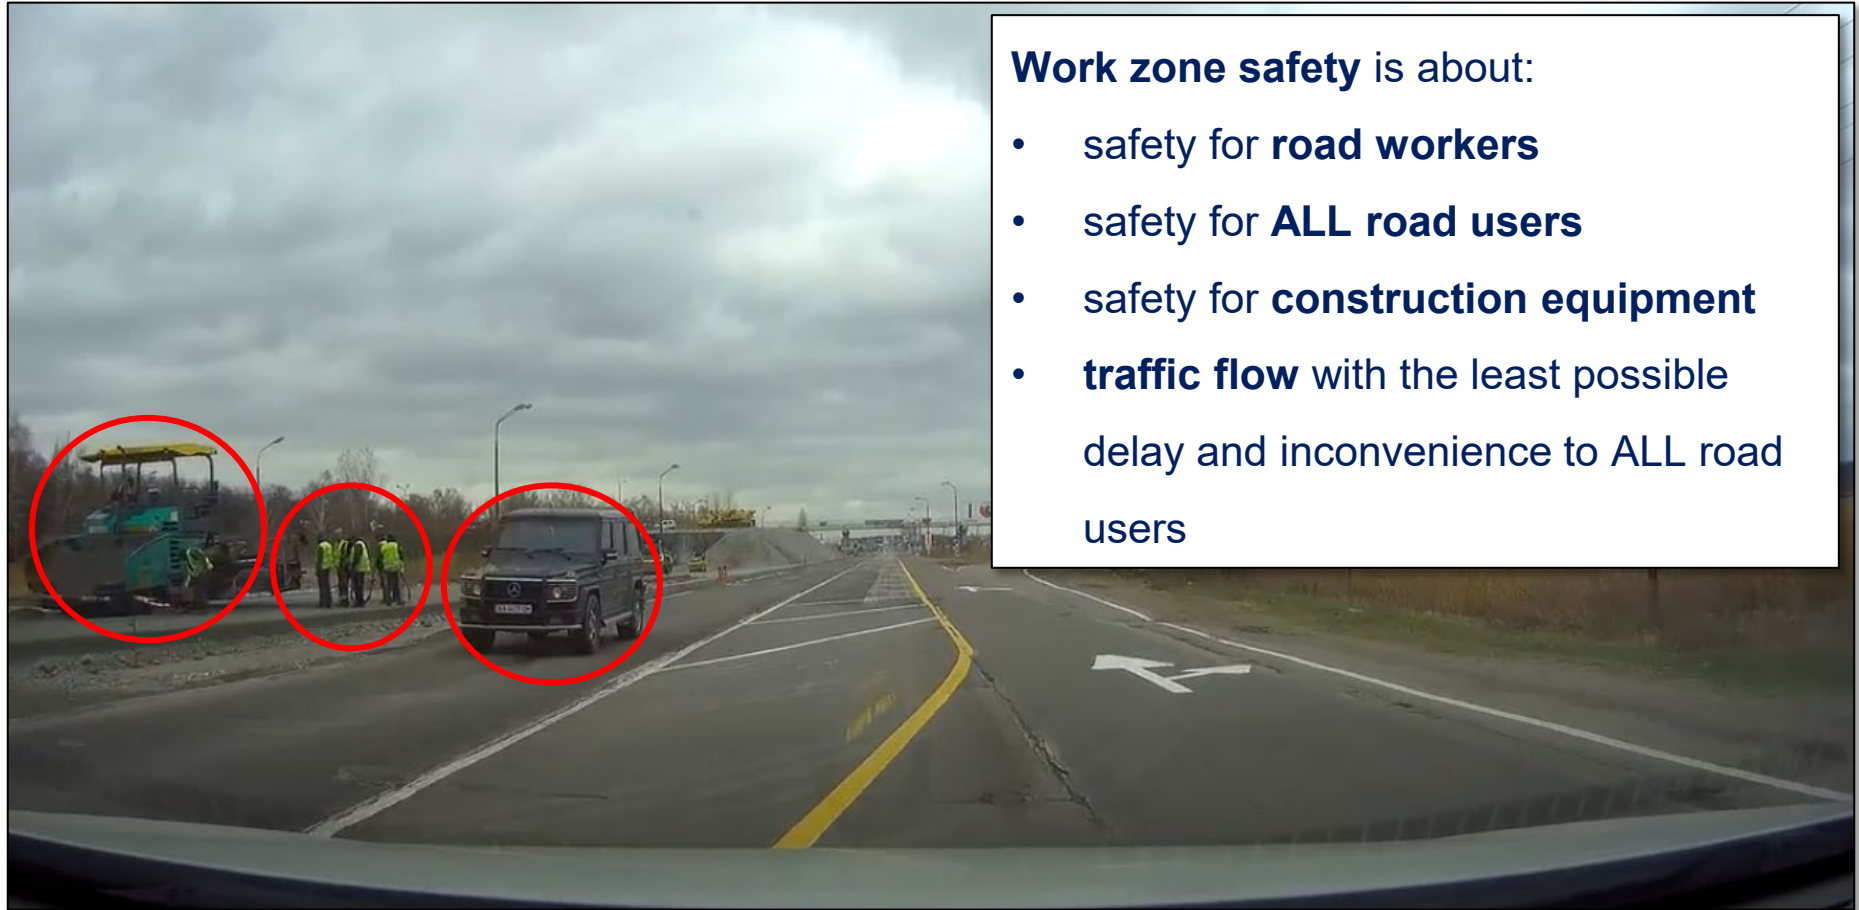 Work zone safety is about:
• safety for road workers
• safety for ALL road users
• safety for construction equipment
• traffic flow with the least possible
delay and inconvenience to ALL road
users